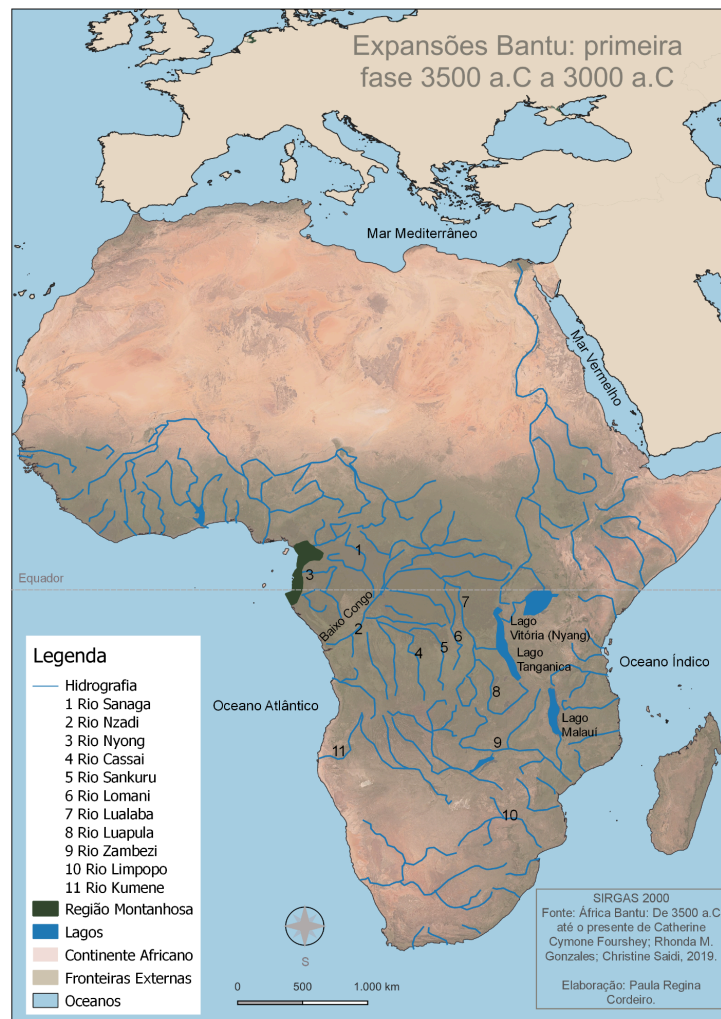 Expansões Bantu: primeira
fase 3500 a.C a 3000 a.C
Mar Mediterrâneo
Mar Vermelho
Equador
1
3
Baixo Congo
2
7
6
5
4
Lago
Vitória (Nyang)
Lago
Tanganica
Oceano Índico
8
Lago
Malauí
Oceano Atlântico
9
11
10
Legenda
Hidrografia
1 Rio Sanaga
2 Rio Nzadi
3 Rio Nyong
4 Rio Cassai
5 Rio Sankuru
6 Rio Lomani
7 Rio Lualaba
8 Rio Luapula
9 Rio Zambezi
10 Rio Limpopo
11 Rio Kumene
Região Montanhosa
Lagos
Continente Africano
Fronteiras Externas
Oceanos
S
0 500 1.000 km
SIRGAS 2000
Fonte: África Bantu: De 3500 a.C
até o presente de Catherine
Cymone Fourshey; Rhonda M.
Gonzales; Christine Saidi, 2019.
Elaboração: Paula Regina
Cordeiro.